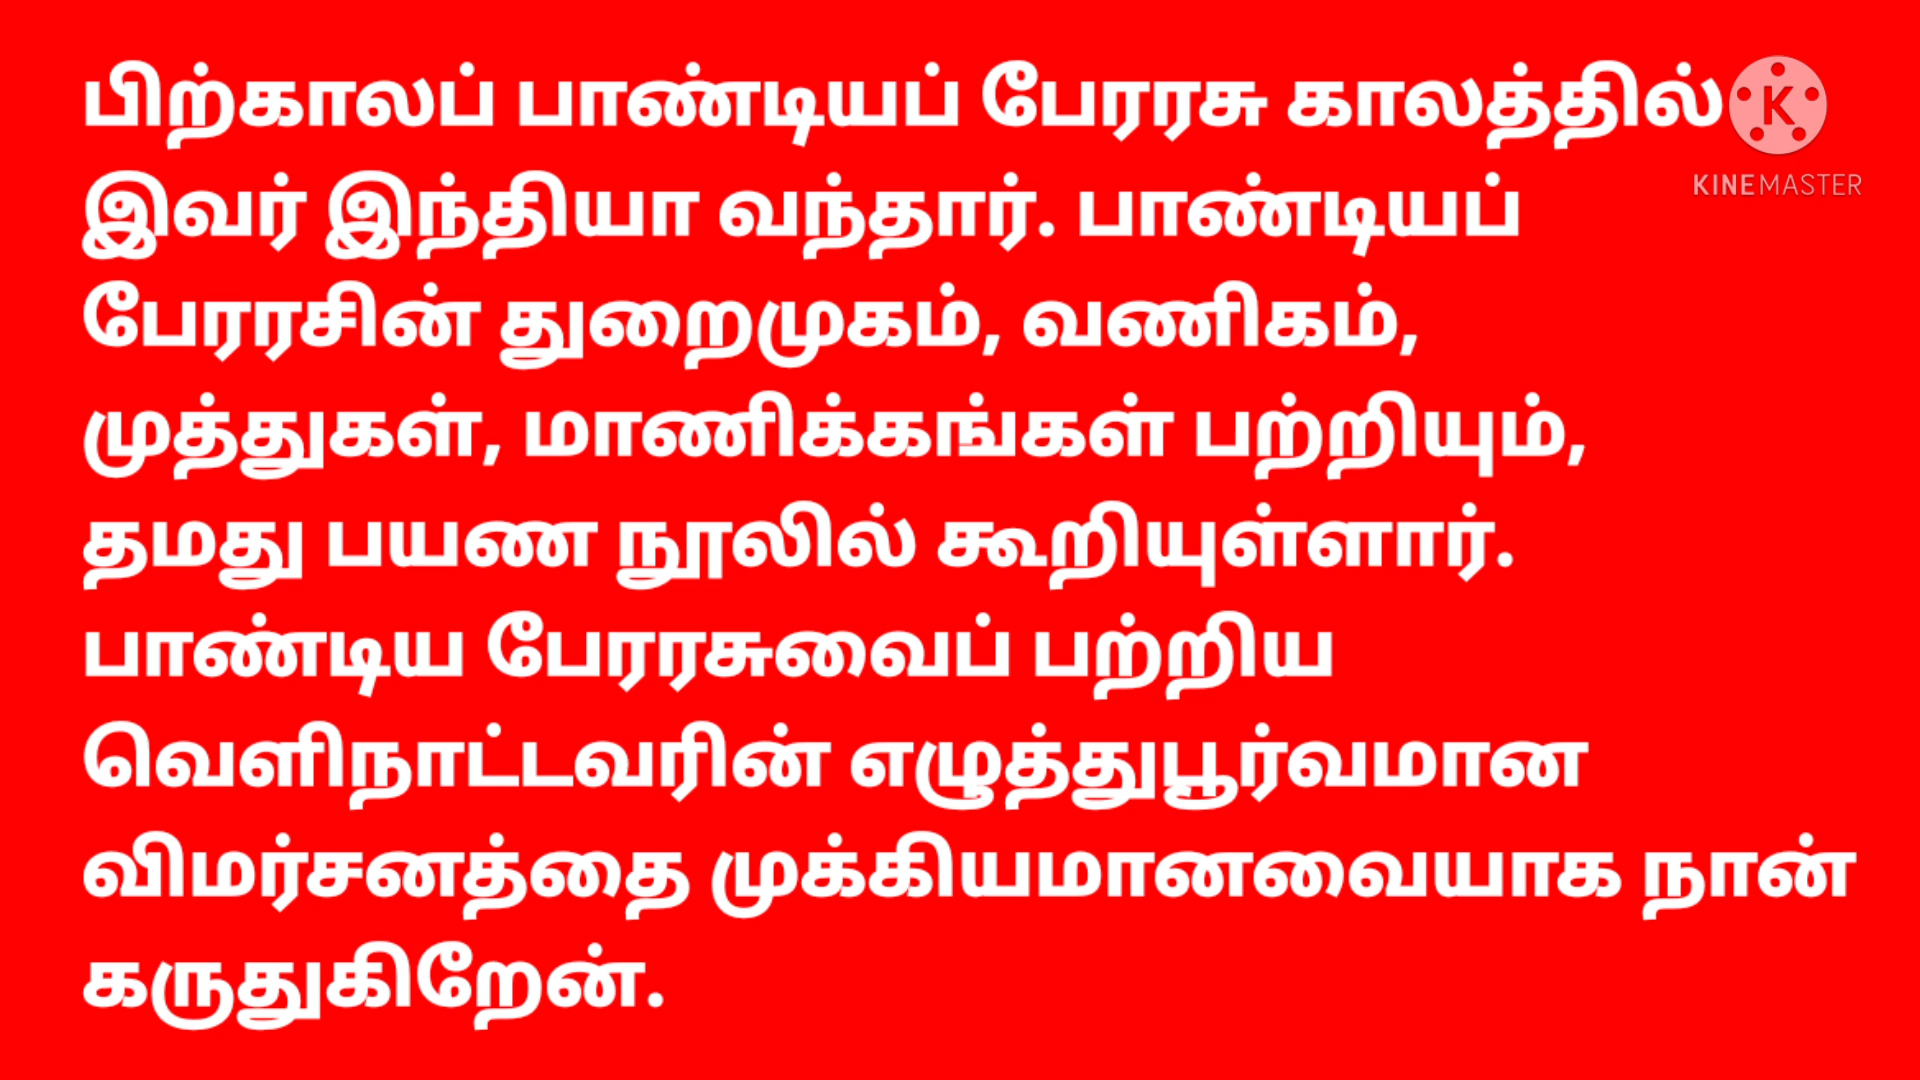 பிற்காலப் பாண்டியப் பேரரசு காலத்தில்
இவர் இந்தியா வந்தார். பாண்டியப்
பேரரசின் துறைமுகம், வணிகம்,
முத்துகள், மாணிக்கங்கள் பற்றியும்,
தமது பயண நூலில் கூறியுள்ளார்.
பாண்டிய பேரரசுவைப் பற்றிய
வெளிநாட்டவரின் எழுத்துபூர்வமான
விமர்சனத்தை முக்கியமானவையாக நான்
கருதுகிறேன்.
K
KINEMASTER